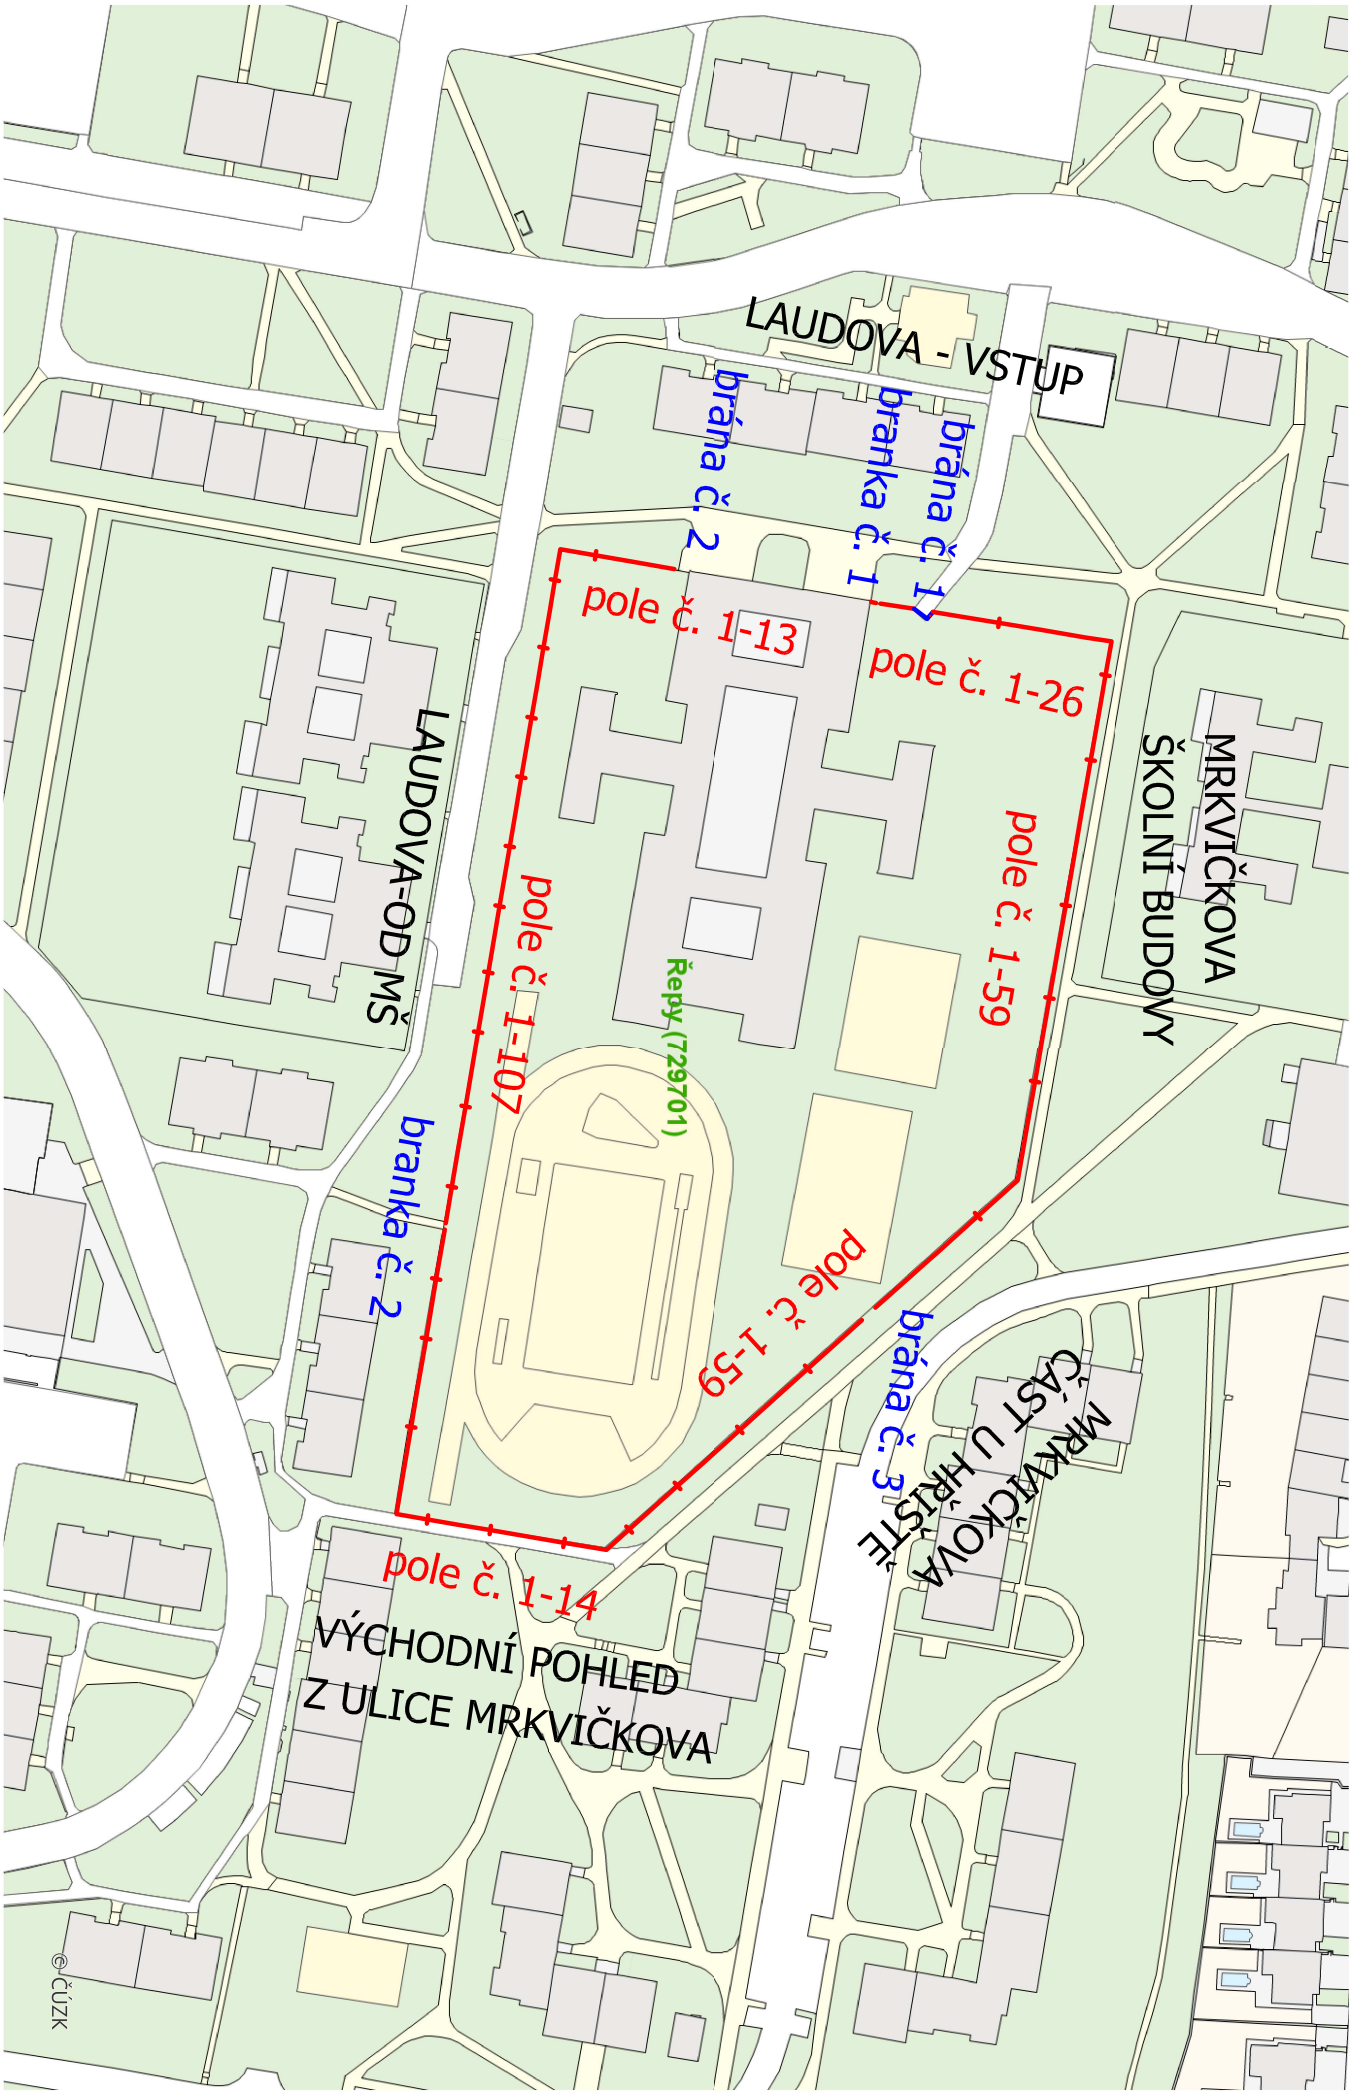 LAUDOVA - VSTUP
brána č. 2
branka č. 1
brána č. 1
pole č. 1-13
pole č. 1-26
MRKVIČKOVA
ŠKOLNÍ BUDOVY
LAUDOVA-OD MŠ
pole č. 1-59
pole č. 1-107
Řepy (729701)
branka č. 2
pole č. 1-59
brána č. 3
MRKVIČKOVA
ČÁST U HŘIŠTĚ
pole č. 1-14
VÝCHODNÍ POHLED
Z ULICE MRKVIČKOVA
© ČÚZK